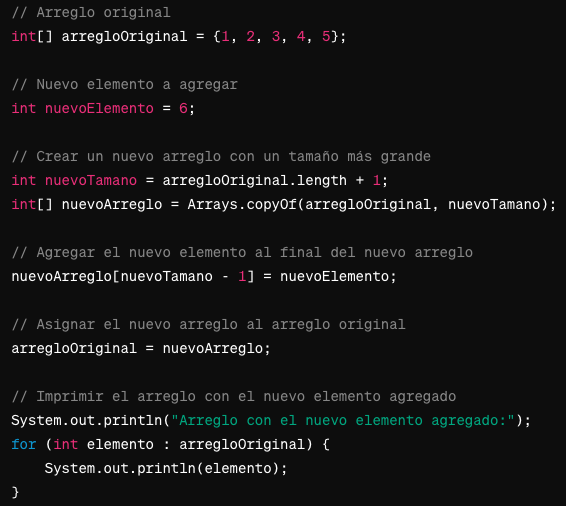 // Arreglo original
int[] arregloOriginal = {1, 2, 3, 4, 5};
// Nuevo elemento a agregar
int nuevoElemento = 6;
// Crear un nuevo arreglo con un tamaño más grande
int nuevoTamano = arregloOriginal.length + 1;
int[] nuevoArreglo = Arrays.copyOf(arregloOriginal, nuevoTamano);
// Agregar el nuevo elemento al final del nuevo arreglo
nuevoArreglo[nuevoTamano - 1] = nuevoElemento;
// Asignar el nuevo arreglo al arreglo original
arregloOriginal = nuevoArreglo;
// Imprimir el arreglo con el nuevo elemento agregado
System.out.println("Arreglo con el nuevo elemento agregado:");
for (int elemento : arregloOriginal) {
    System.out.println(elemento);
}